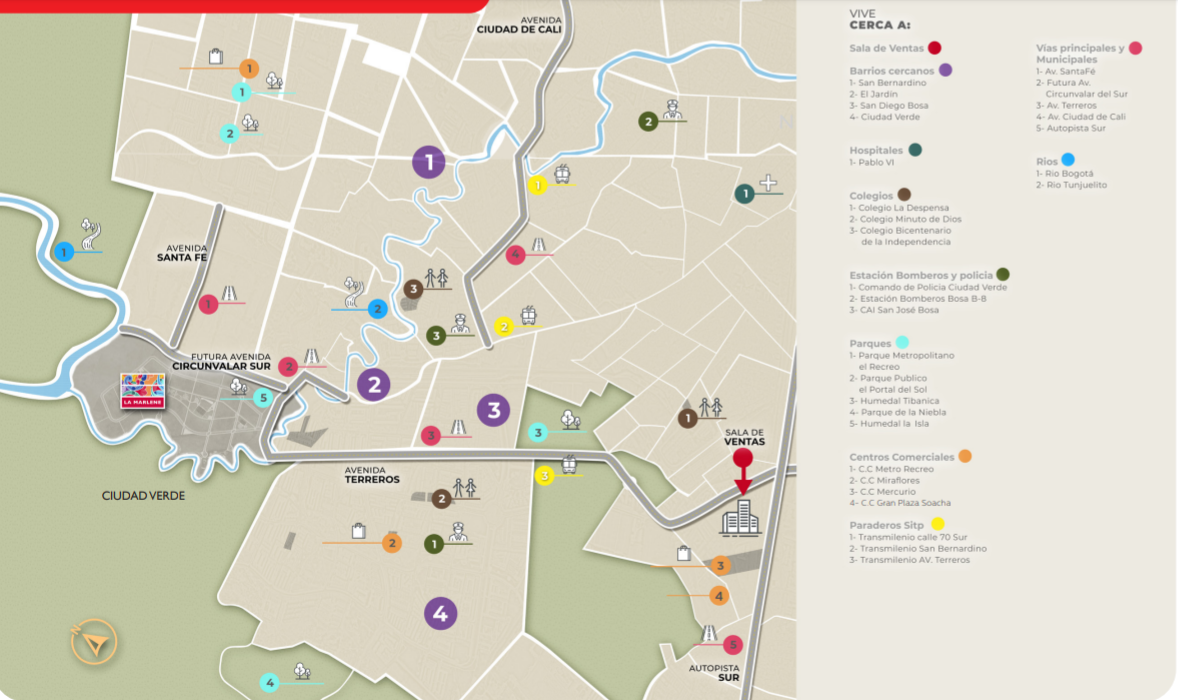 AVENIDA
CIUDAD DE CALI
1
1
2
2
1
1
1
1
AVENIDA
SANTA FE
1
4
3
2
2
3
FUTURA AVENIDA
CIRCUNVALAR SUR
2
2
5
LA MARLENE
3
3
3
1
SALA DE
VENTAS
AVENIDA
TERREROS
3
CIUDAD VERDE
2
2
1
3
4
4
N
5
AUTOPISTA
SUR
4
VIVE
CERCA A:
Sala de Ventas
Barrios cercanos
1- San Bernardino
2- El Jardín
3- San Diego Bosa
4- Ciudad Verde
Hospitales
1- Pablo VI
Colegios
1- Colegio La Despensa
2- Colegio Minuto de Dios
3- Colegio Bicentenario
de la Independencia
Estación Bomberos y policia
1- Comando de Policia Ciudad Verde
2- Estación Bomberos Bosa B-8
3- CAI San José Bosa
Parques
1- Parque Metropolitano
el Recreo
2- Parque Publico
el Portal del Sol
3- Humedal Tibanica
4- Parque de la Niebla
5- Humedal la Isla
Centros Comerciales
1- C.C Metro Recreo
2- C.C Miraflores
3- C.C Mercurio
4- C.C Gran Plaza Soacha
Paraderos Sitp
1- Transmilenio calle 70 Sur
2- Transmilenio San Bernardino
3- Transmilenio AV. Terreros
Vías principales y
Municipales
1- Av. SantaFé
2- Futura Av.
Circunvalar del Sur
3- Av. Terreros
4- Av. Ciudad de Cali
5- Autopista Sur
Rios
1- Rio Bogotá
2- Rio Tunjuelito